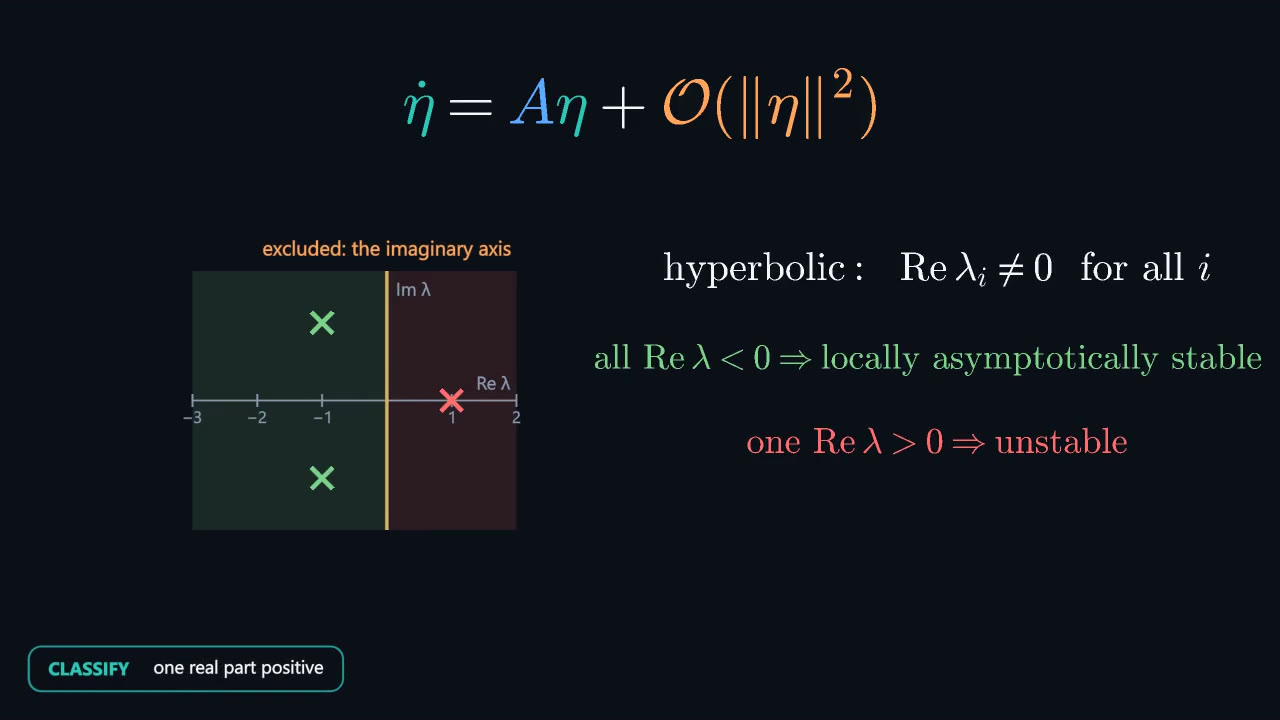 η̇ = Aη + 𝒪(‖η‖²)
excluded: the imaginary axis
Im λ
Re λ
−3 −2 −1 1 2
hyperbolic: Re λᵢ ≠ 0 for all i
all Re λ < 0 ⇒ locally asymptotically stable
one Re λ > 0 ⇒ unstable
CLASSIFY one real part positive